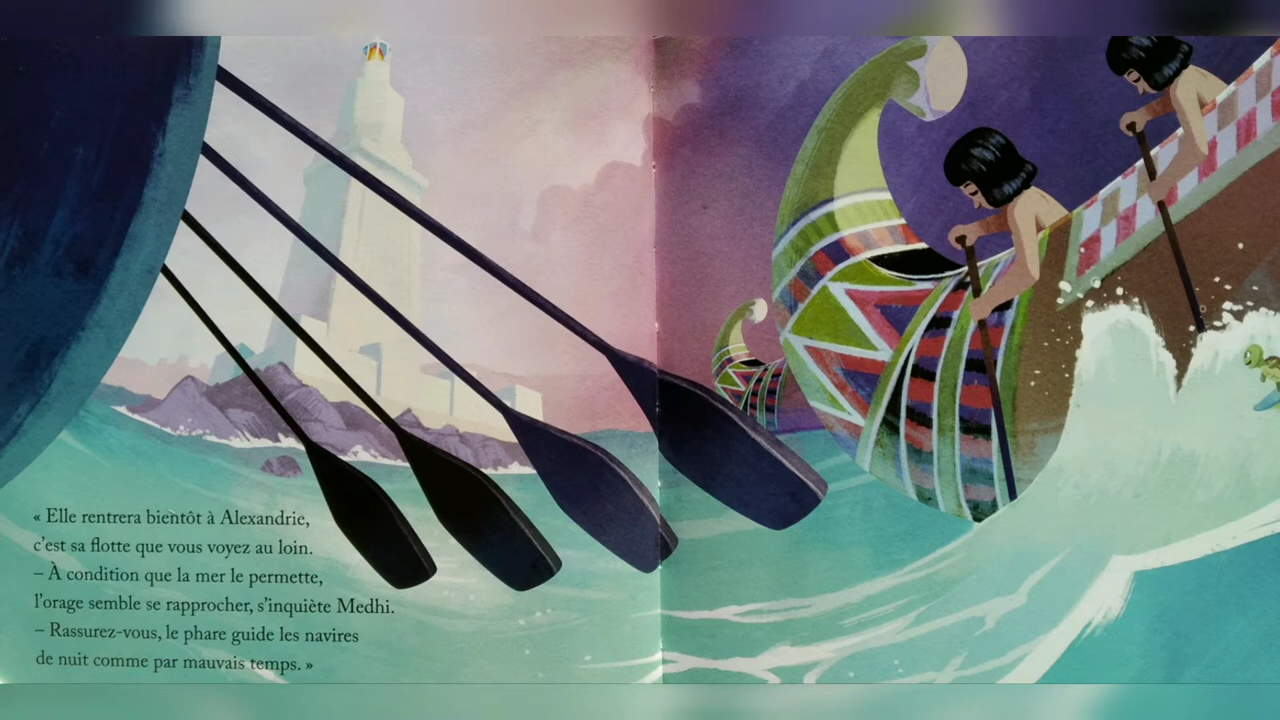 « Elle rentrera bientôt à Alexandrie,
c'est sa flotte que vous voyez au loin.
– À condition que la mer le permette,
l'orage semble se rapprocher, s'inquiète Medhi.
– Rassurez-vous, le phare guide les navires
de nuit comme par mauvais temps. »